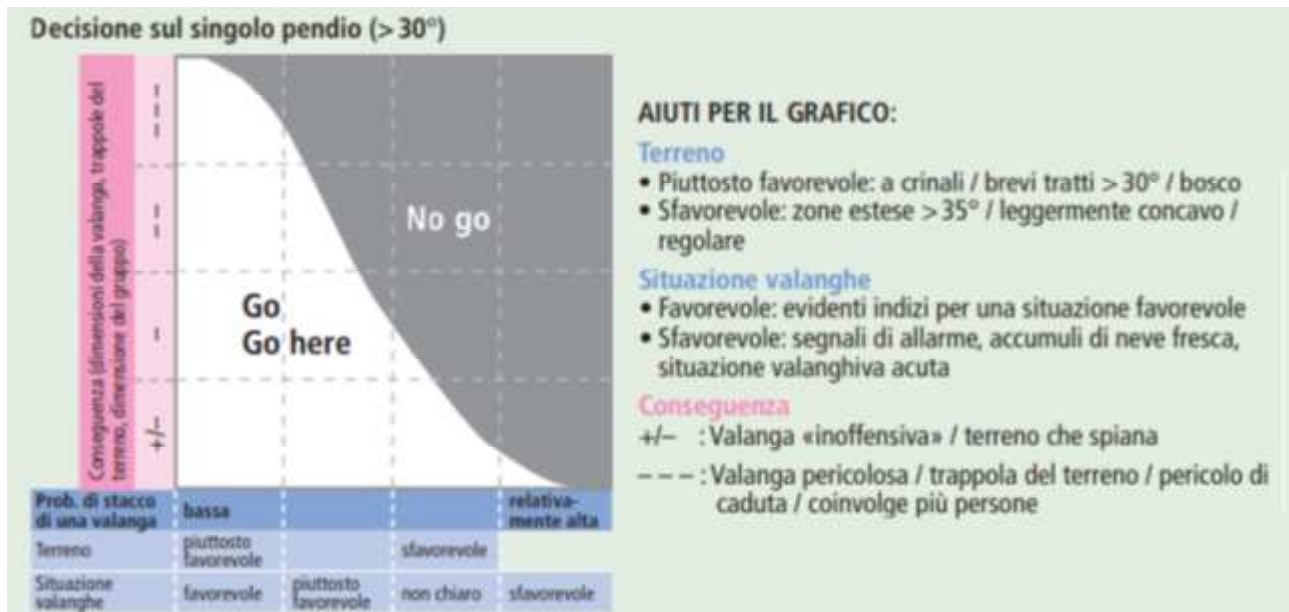 Decisione sul singolo pendio (> 30°)
Conseguenza (dimensioni della valanga, trappole del
terreno, dimensione del gruppo)
– – –
– –
–
+/–
No go
Go
Go here
Prob. di stacco
di una valanga
bassa
relativa-
mente alta
Terreno
piuttosto
favorevole
sfavorevole
Situazione
valanghe
favorevole
piuttosto
favorevole
non chiaro
sfavorevole
AIUTI PER IL GRAFICO:
Terreno
• Piuttosto favorevole: a crinali / brevi tratti > 30° / bosco
• Sfavorevole: zone estese > 35° / leggermente concavo /
regolare
Situazione valanghe
• Favorevole: evidenti indizi per una situazione favorevole
• Sfavorevole: segnali di allarme, accumuli di neve fresca,
situazione valanghiva acuta
Conseguenza
+/– : Valanga «inoffensiva» / terreno che spiana
– – – : Valanga pericolosa / trappola del terreno / pericolo di
caduta / coinvolge più persone